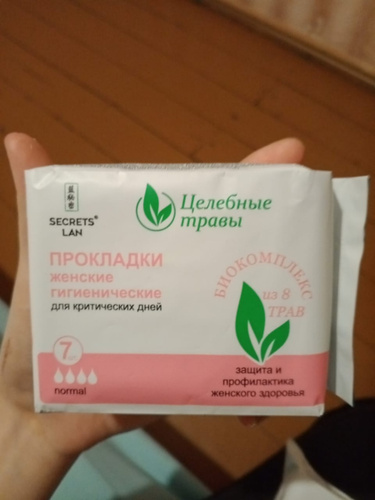 SECRETS®
LAN
Целебные
травы
ПРОКЛАДКИ
женские
гигиенические
для критических дней
БИОКОМПЛЕКС
из 8
ТРАВ
7
normal
защита и
профилактика
женского здоровья